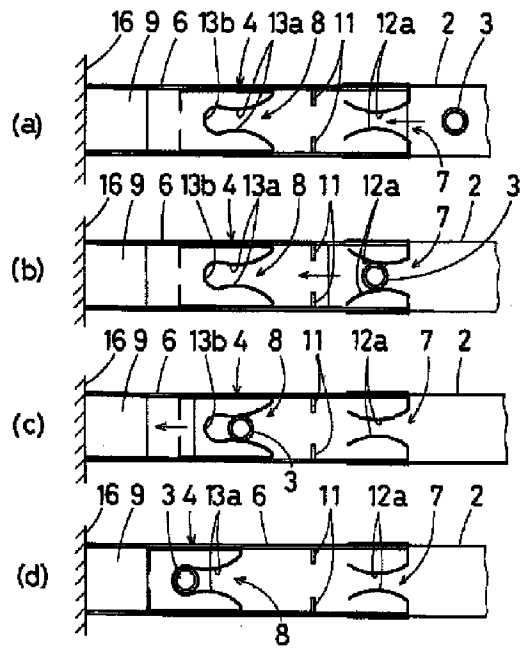 16 9 6 13b 4 13a 8 11 12a 2 3
(a)
7
16 9 6 13b 4 13a 8 11 12a 7 2 3
(b)
16 9 6 13b 4 8 11 12a 7 2
(c)
3
16 9 3 4 13a 6 11 12a 7 2
(d)
8